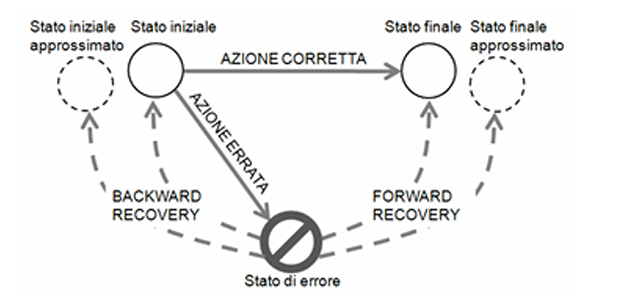 Stato iniziale approssimato
Stato iniziale
Stato finale
Stato finale approssimato
AZIONE CORRETTA
AZIONE ERRATA
BACKWARD
RECOVERY
FORWARD
RECOVERY
Stato di errore